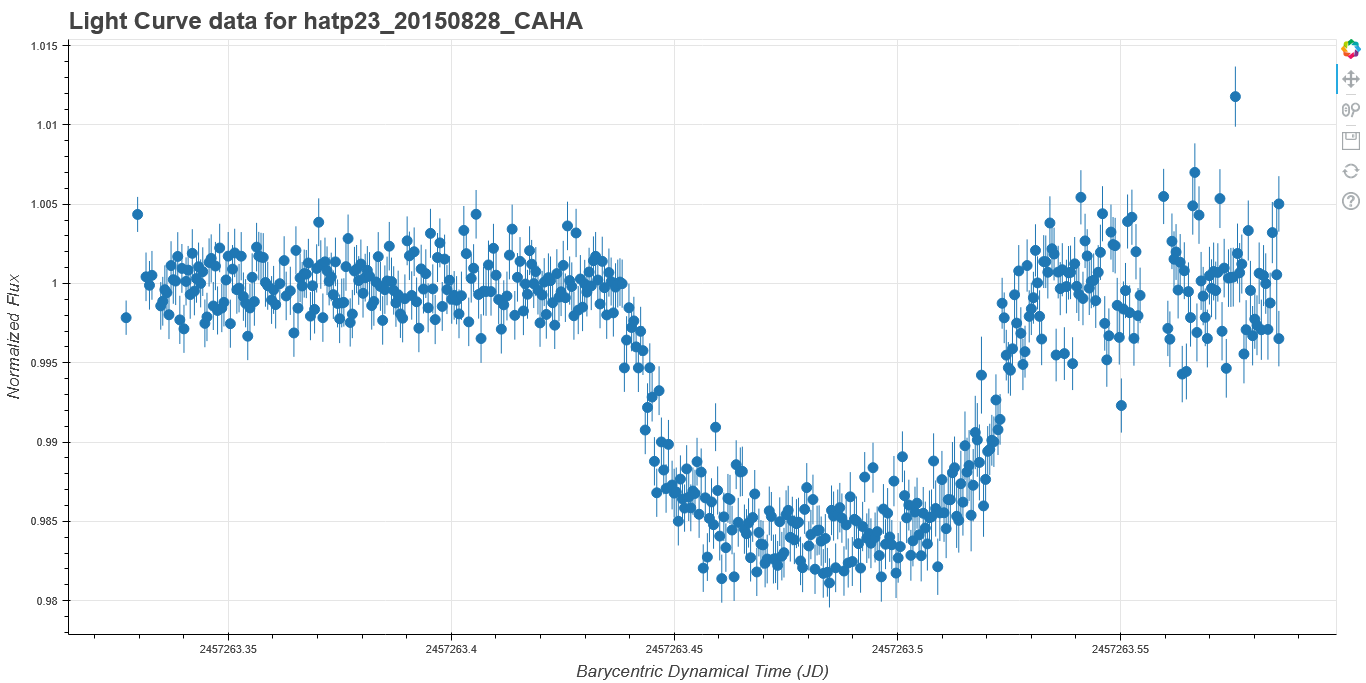 Light Curve data for hatp23_20150828_CAHA
1.015
1.01
1.005
1
0.995
0.99
0.985
0.98
Normalized Flux
2457263.35 2457263.4 2457263.45 2457263.5 2457263.55
Barycentric Dynamical Time (JD)